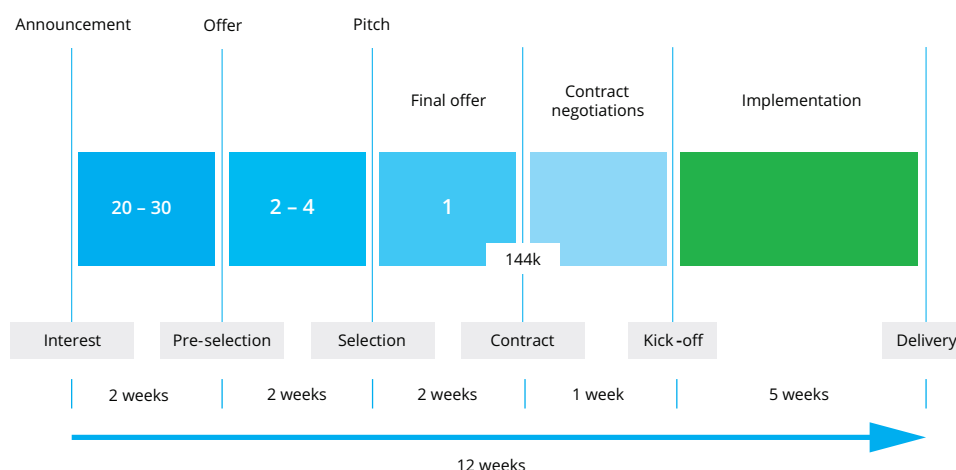 Announcement
Offer
Pitch
Final offer
Contract
negotiations
Implementation
20 – 30
2 – 4
1
144k
Interest
Pre-selection
Selection
Contract
Kick-off
Delivery
2 weeks
2 weeks
2 weeks
1 week
5 weeks
12 weeks